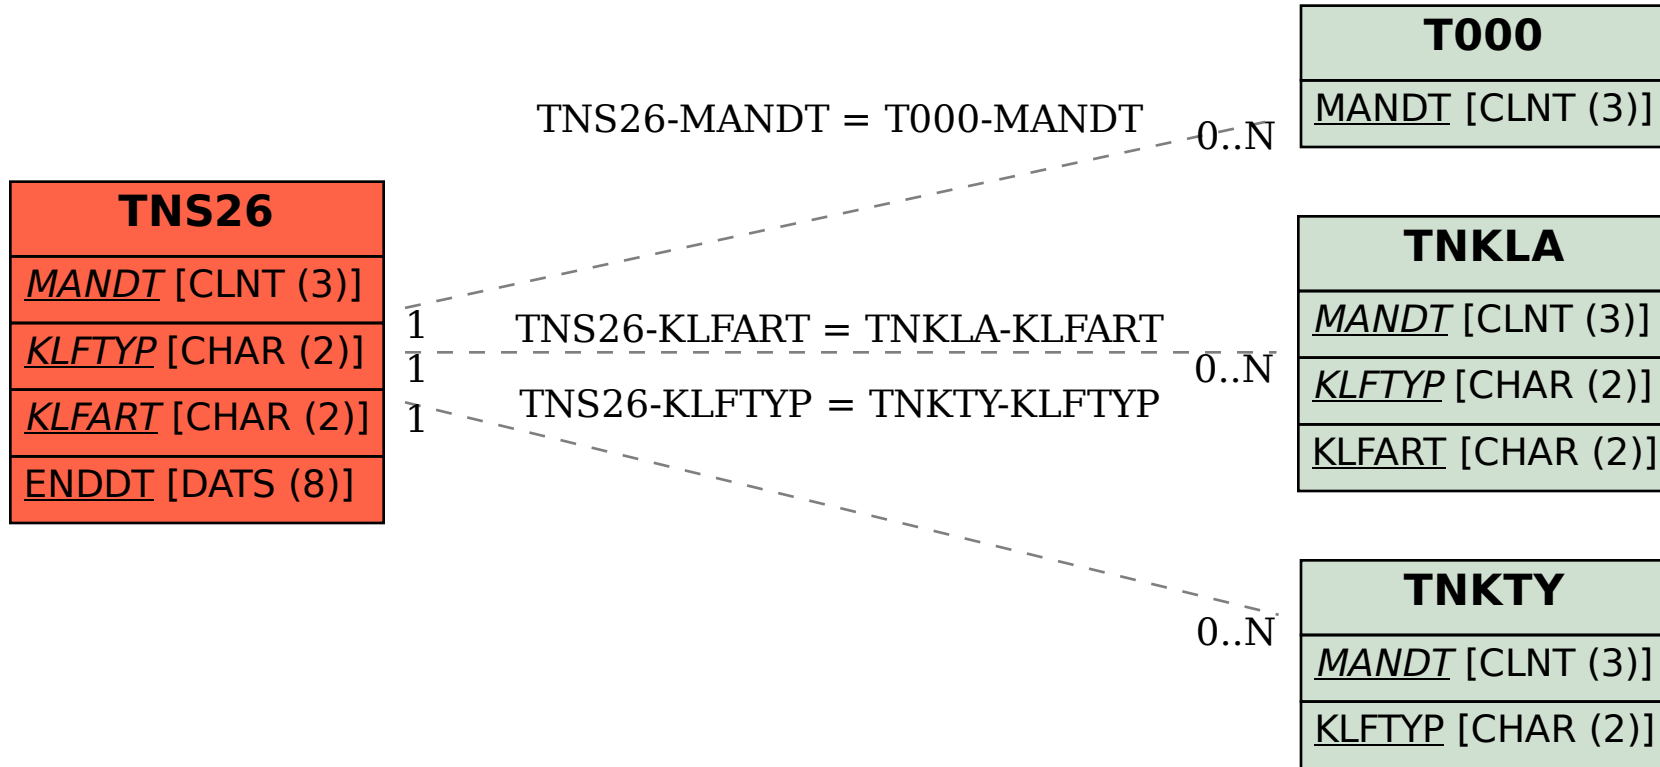 TNS26
MANDT [CLNT (3)]
KLFTYP [CHAR (2)]
KLFART [CHAR (2)]
ENDDT [DATS (8)]
TNS26-MANDT = T000-MANDT
1
0..N
TNS26-KLFART = TNKLA-KLFART
1
0..N
TNS26-KLFTYP = TNKTY-KLFTYP
1
0..N
T000
MANDT [CLNT (3)]
TNKLA
MANDT [CLNT (3)]
KLFTYP [CHAR (2)]
KLFART [CHAR (2)]
TNKTY
MANDT [CLNT (3)]
KLFTYP [CHAR (2)]